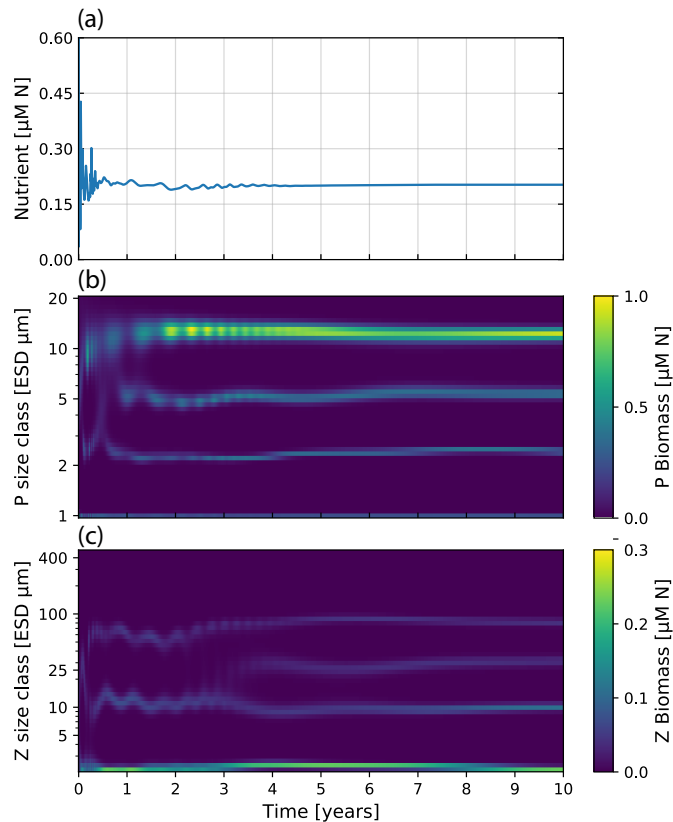 (a)
0.60
0.45
0.30
0.15
0.00
Nutrient [μM N]
(b)
20
10
5
2
1
P size class [ESD μm]
1.0
0.5
0.0
P Biomass [μM N]
(c)
400
100
25
10
5
Z size class [ESD μm]
0.3
0.2
0.1
0.0
Z Biomass [μM N]
0 1 2 3 4 5 6 7 8 9 10
Time [years]